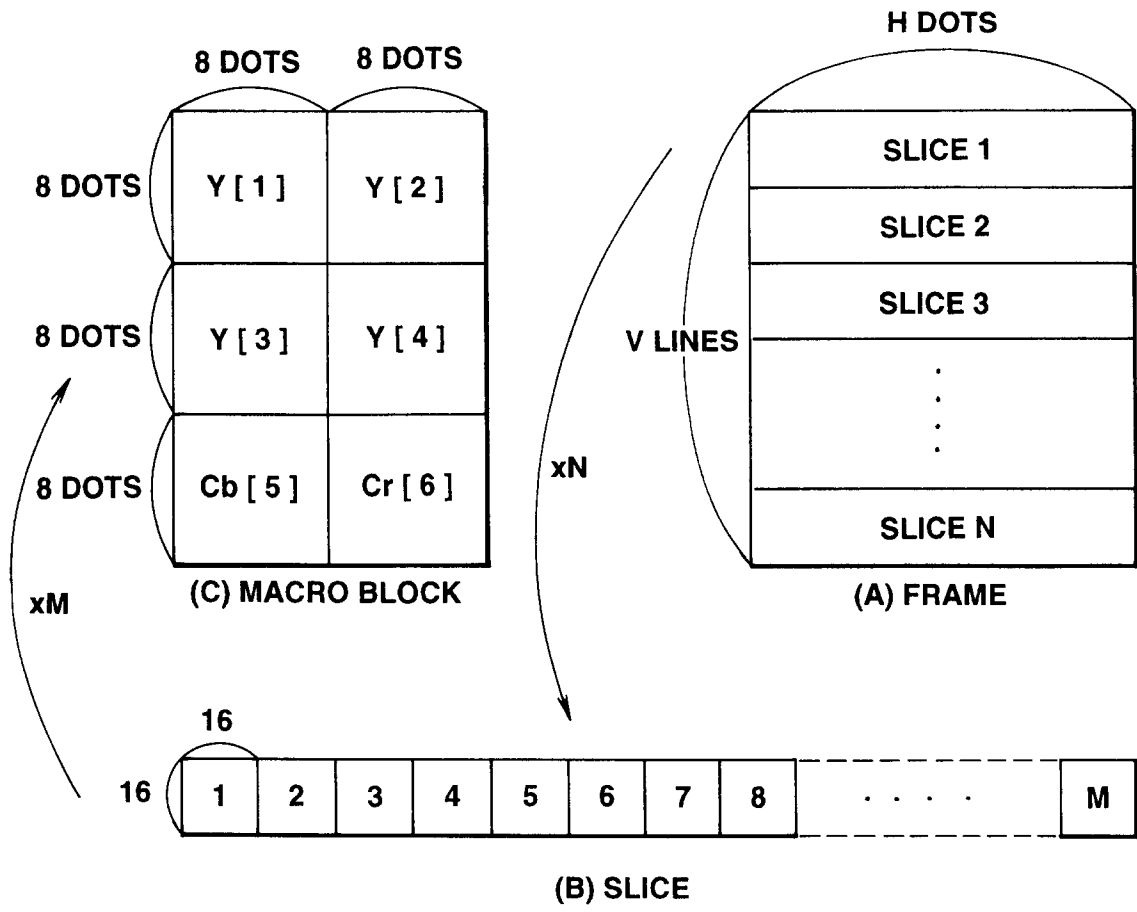 8 DOTS 8 DOTS
8 DOTS Y [ 1 ] Y [ 2 ]
8 DOTS Y [ 3 ] Y [ 4 ]
8 DOTS Cb [ 5 ] Cr [ 6 ]
(C) MACRO BLOCK
xM
H DOTS
V LINES
SLICE 1
SLICE 2
SLICE 3
.
.
.
.
SLICE N
(A) FRAME
xN
16
16 1 2 3 4 5 6 7 8 . . . . M
(B) SLICE